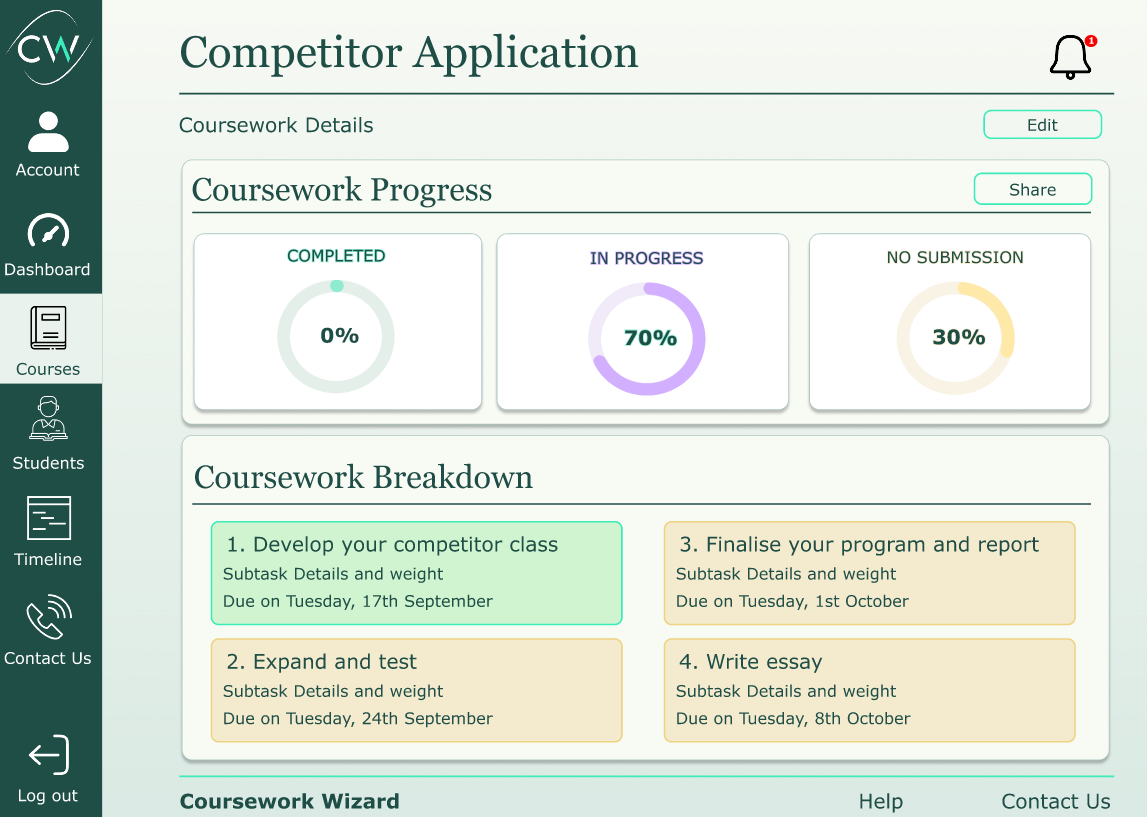 CW
Account
Dashboard
Courses
Students
Timeline
Contact Us
Log out
Competitor Application
1
Coursework Details
Edit
Coursework Progress
Share
COMPLETED
0%
IN PROGRESS
70%
NO SUBMISSION
30%
Coursework Breakdown
1. Develop your competitor class
Subtask Details and weight
Due on Tuesday, 17th September
2. Expand and test
Subtask Details and weight
Due on Tuesday, 24th September
3. Finalise your program and report
Subtask Details and weight
Due on Tuesday, 1st October
4. Write essay
Subtask Details and weight
Due on Tuesday, 8th October
Coursework Wizard
Help
Contact Us